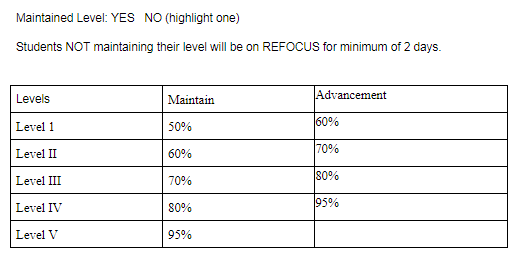 Maintained Level: YES NO (highlight one)
Students NOT maintaining their level will be on REFOCUS for minimum of 2 days.
Levels Maintain Advancement
Level 1 50% 60%
Level II 60% 70%
Level III 70% 80%
Level IV 80% 95%
Level V 95%